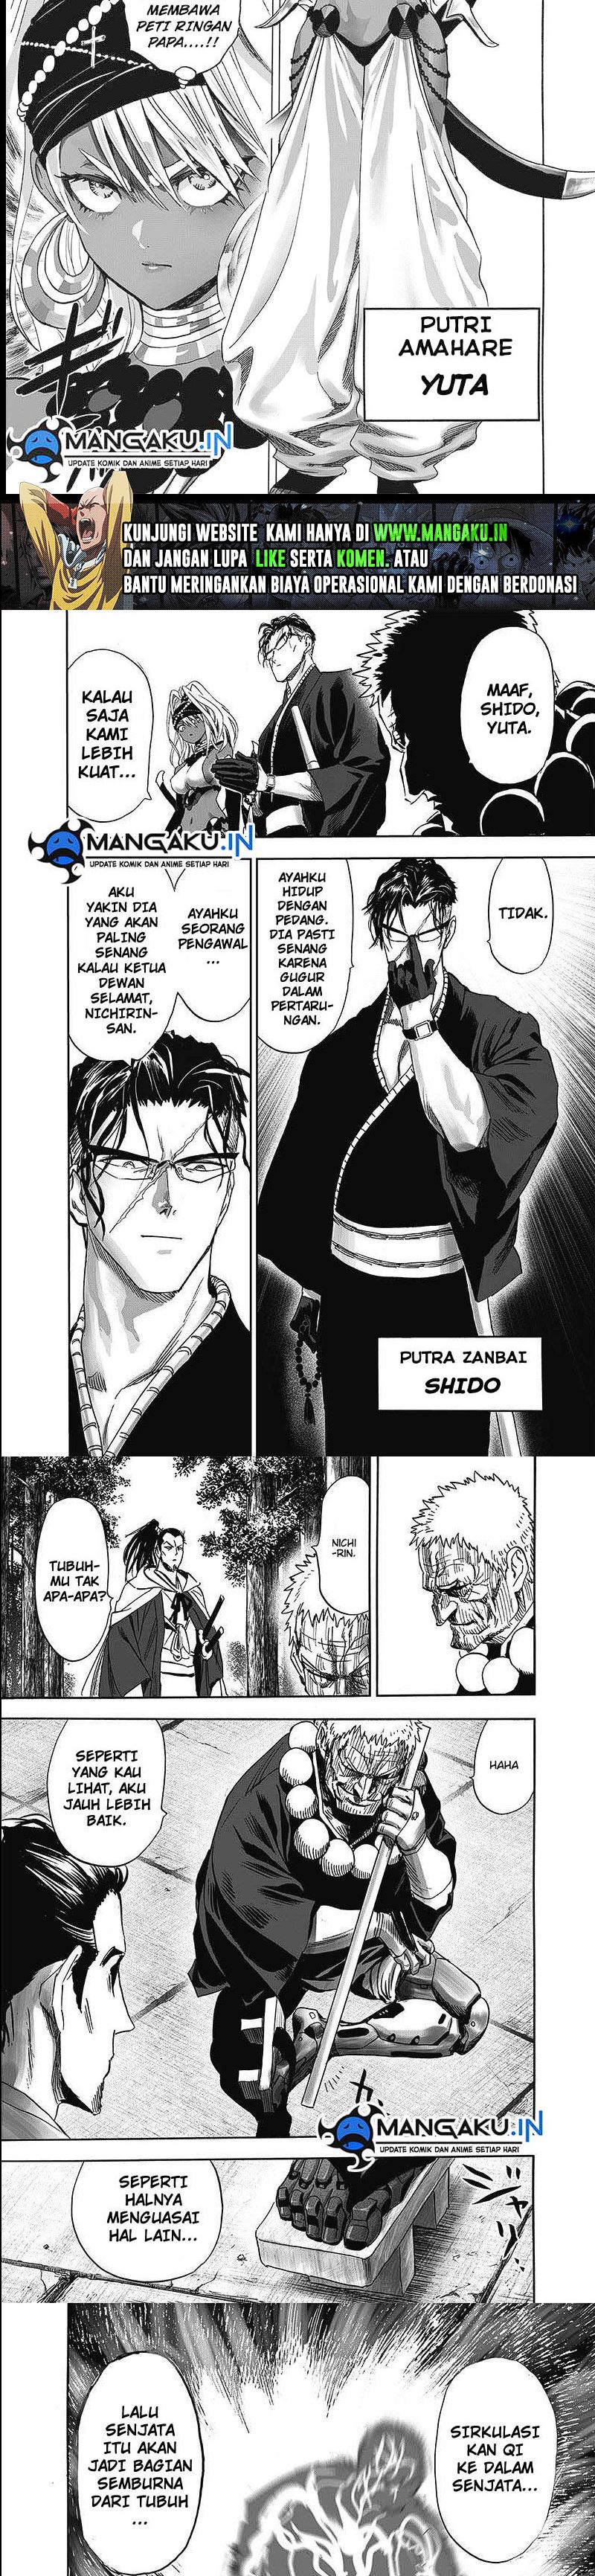 MEMBAWA
PETI RINGAN
PAPA....!!
PUTRI
AMAHARE
YUTA
MANGAKU.IN
UPDATE KOMIK DAN ANIME SETIAP HARI
KUNJUNGI WEBSITE KAMI HANYA DI WWW.MANGAKU.IN
DAN JANGAN LUPA LIKE SERTA KOMEN. ATAU
BANTU MERINGANKAN BIAYA OPERASIONAL KAMI DENGAN BERDONASI
MAAF,
SHIDO,
YUTA.
KALAU
SAJA
KAMI
LEBIH
KUAT...
MANGAKU.IN
UPDATE KOMIK DAN ANIME SETIAP HARI
TIDAK.
AYAHKU
HIDUP
DENGAN
PEDANG.
DIA PASTI
SENANG
KARENA
GUGUR
DALAM
PERTARU-
NGAN.
AYAHKU
SEORANG
PENGAWAL
...
AKU
YAKIN DIA
YANG AKAN
PALING
SENANG
KALAU KETUA
DEWAN
SELAMAT,
NICHIRIN-
SAN.
PUTRA ZANBAI
SHIDO
NICHI
-RIN.
TUBUH-
MU TAK
APA-APA?
HAHA
SEPERTI
YANG KAU
LIHAT, AKU
JAUH LEBIH
BAIK.
カ、
MANGAKU.IN
UPDATE KOMIK DAN ANIME SETIAP HARI
SEPERTI
HALNYA
MENGUASAI
HAL LAIN...
SIRKULASI
KAN QI
KE DALAM
SENJATA...
LALU
SENJATA
ITU AKAN
JADI BAGIAN
SEMBURNA
DARI TUBUH
...